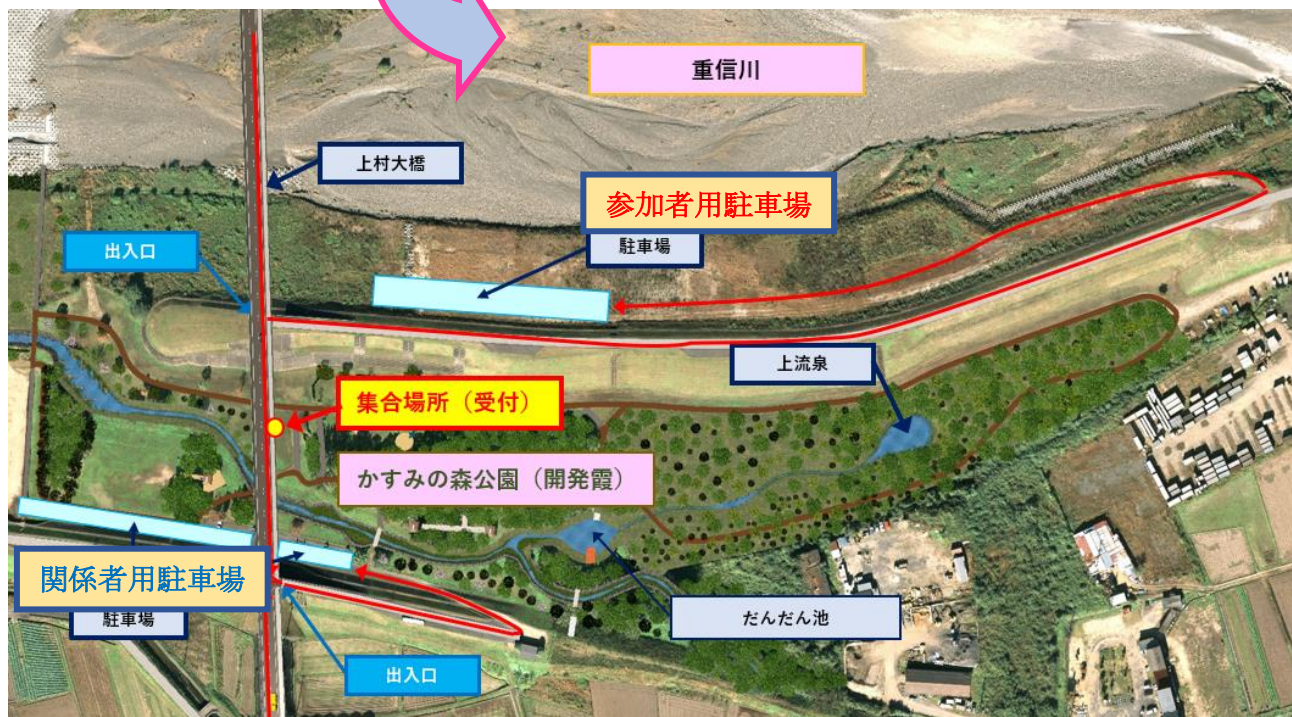 重信川
上村大橋
参加者用駐車場
駐車場
出入口
上流泉
集合場所（受付）
かすみの森公園（開発霞）
関係者用駐車場
駐車場
だんだん池
出入口